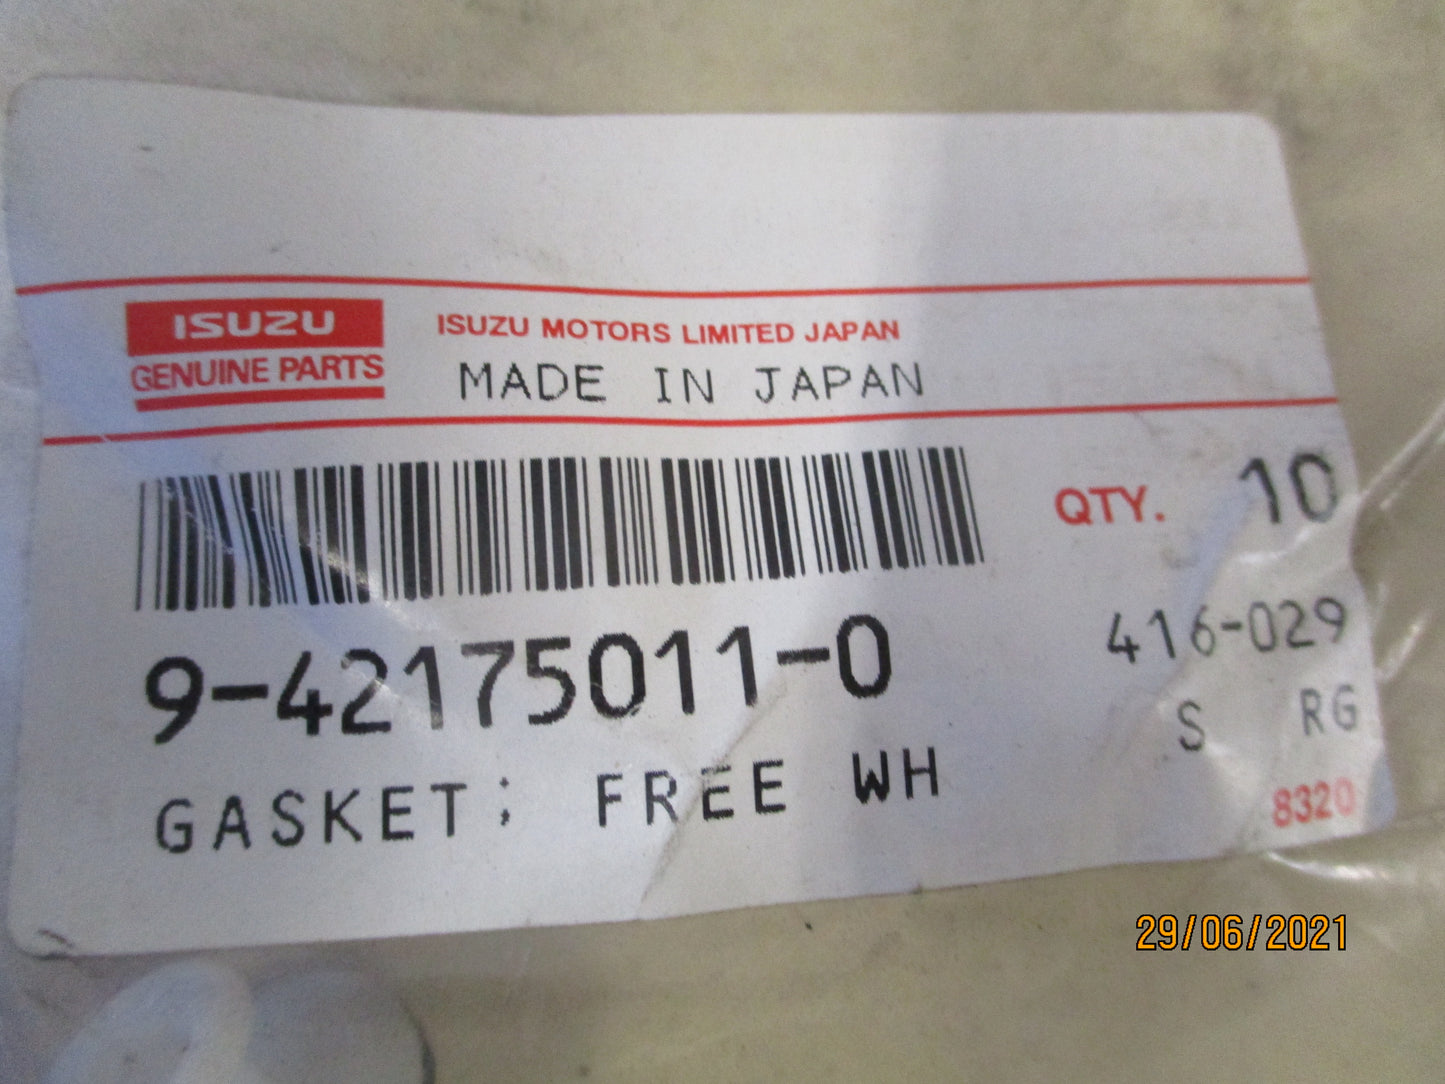 ISUZU
GENUINE PARTS
ISUZU MOTORS LIMITED JAPAN
MADE IN JAPAN
QTY. 10
9-42175011-0
416-029
S RG
GASKET; FREE WH
8320
29/06/2021